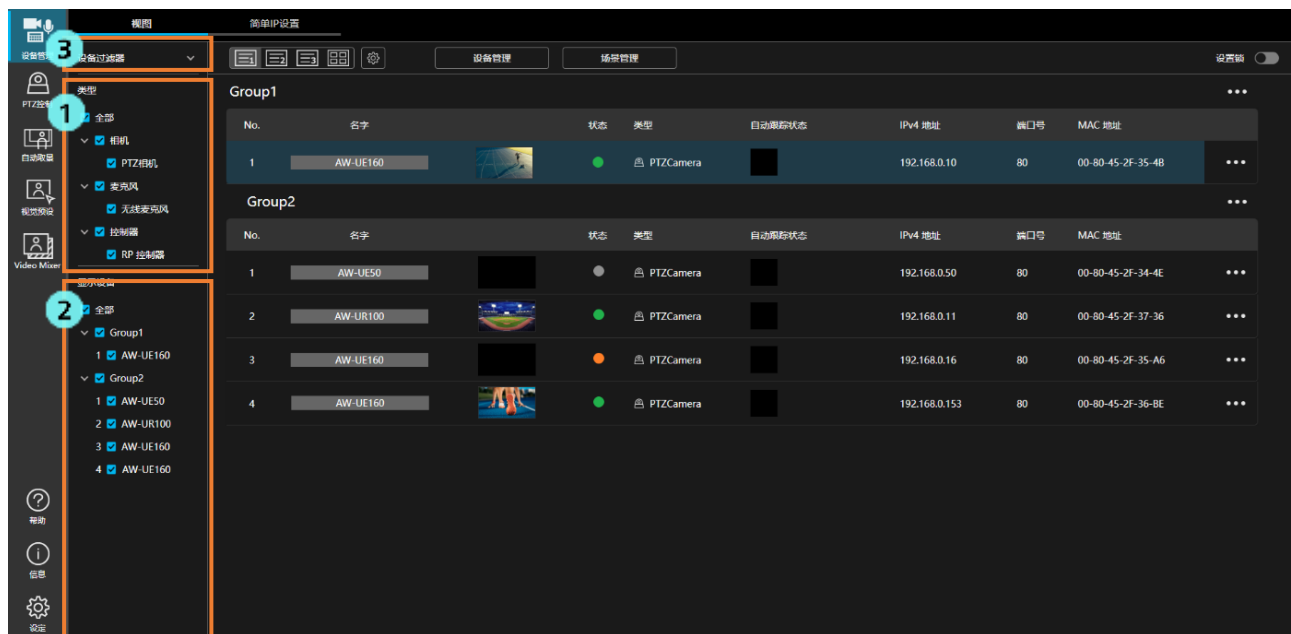 视图 简单IP设置
设备管理
3 设备过滤器
设备管理 场景管理 设置锁
PTZ控制
自动取景
视觉预设
Video Mixer
帮助
信息
设定
类型
1 全部
相机
PTZ相机
麦克风
无线麦克风
控制器
RP 控制器
显示设备
2 全部
Group1
1 AW-UE160
Group2
1 AW-UE50
2 AW-UR100
3 AW-UE160
4 AW-UE160
Group1
No. 名字 状态 类型 自动跟踪状态 IPv4 地址 端口号 MAC 地址
1 AW-UE160 PTZCamera 192.168.0.10 80 00-80-45-2F-35-4B
Group2
No. 名字 状态 类型 自动跟踪状态 IPv4 地址 端口号 MAC 地址
1 AW-UE50 PTZCamera 192.168.0.50 80 00-80-45-2F-34-4E
2 AW-UR100 PTZCamera 192.168.0.11 80 00-80-45-2F-37-36
3 AW-UE160 PTZCamera 192.168.0.16 80 00-80-45-2F-35-A6
4 AW-UE160 PTZCamera 192.168.0.153 80 00-80-45-2F-36-BE